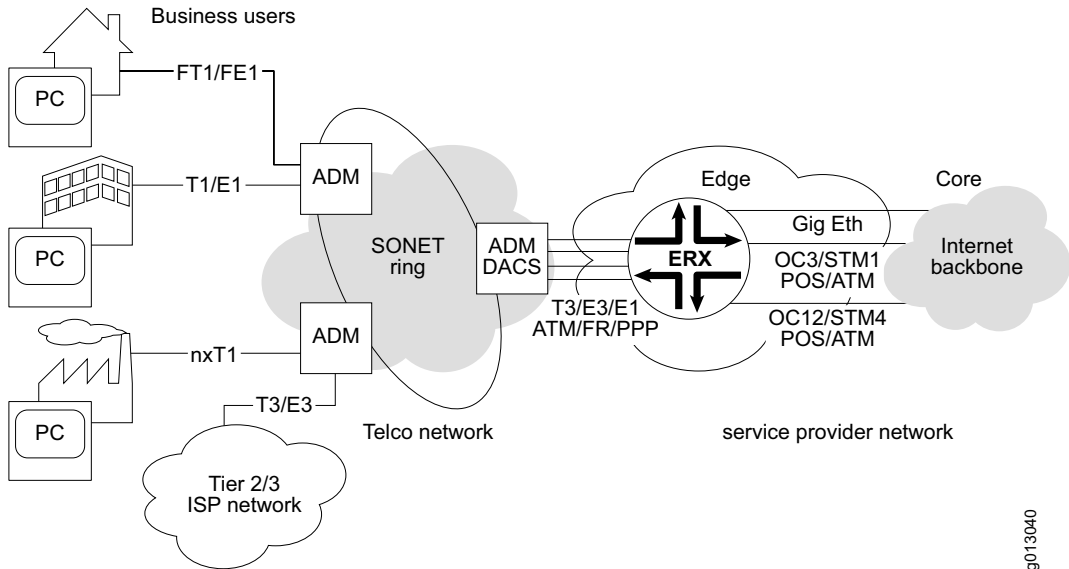 Business users
PC
FT1/FE1
PC
T1/E1
PC
nxT1
T3/E3
Tier 2/3
ISP network
ADM
ADM
SONET
ring
Telco network
ADM
DACS
T3/E3/E1
ATM/FR/PPP
Edge
ERX
Core
Gig Eth
OC3/STM1
POS/ATM
OC12/STM4
POS/ATM
Internet
backbone
service provider network
g013040